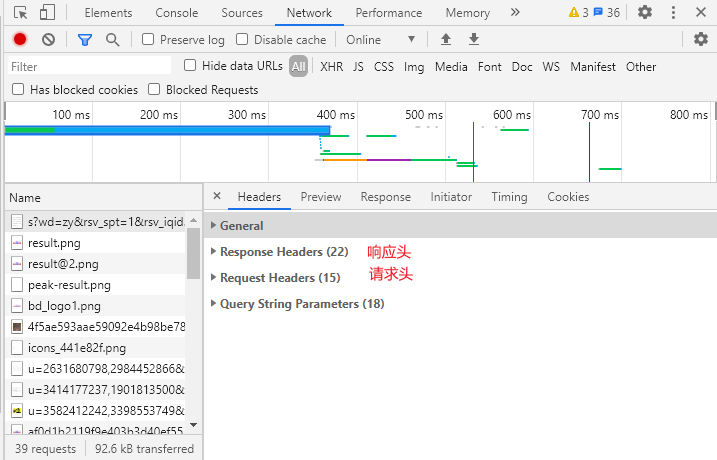 Elements Console Sources Network Performance Memory » 3 36
Preserve log Disable cache Online
Filter Hide data URLs All XHR JS CSS Img Media Font Doc WS Manifest Other
Has blocked cookies Blocked Requests
100 ms 200 ms 300 ms 400 ms 500 ms 600 ms 700 ms 800 ms
Name × Headers Preview Response Initiator Timing Cookies
s?wd=zy&rsv_spt=1&rsv_iqid
General
result.png
Response Headers (22) 响应头
result@2.png
Request Headers (15) 请求头
peak-result.png
Query String Parameters (18)
bd_logo1.png
4f5ae593aae59092e4b98be78
icons_441e82f.png
u=2631680798,2984452866&
u=3414177237,1901813500&
u=3582412242,3398553749&
af0d1b2119f9e403b3d40ef55
39 requests 92.6 kB transferred